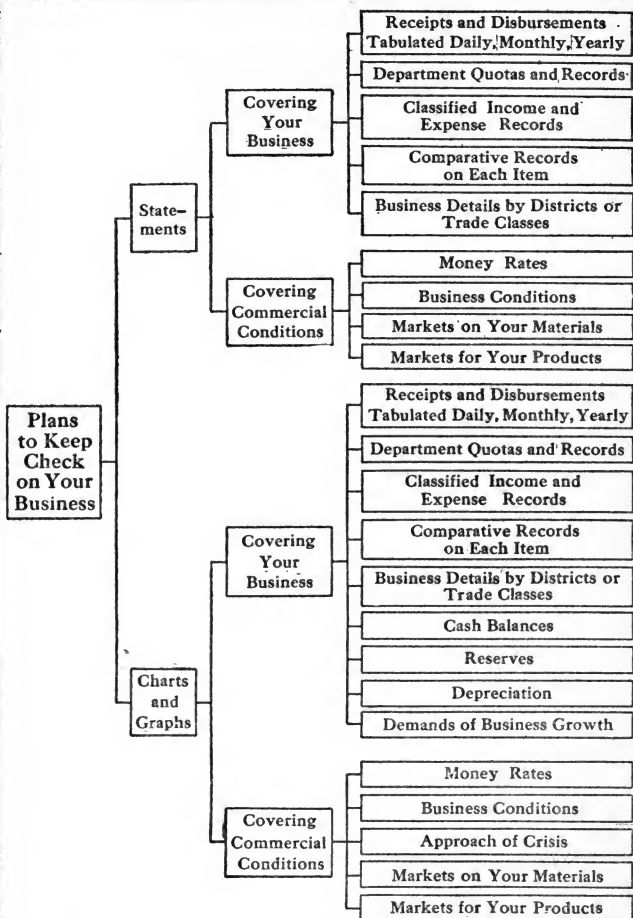 Plans
to Keep
Check
on Your
Business
State-
ments
Covering
Your
Business
Receipts and Disbursements
Tabulated Daily, Monthly, Yearly
Department Quotas and Records
Classified Income and
Expense Records
Comparative Records
on Each Item
Business Details by Districts or
Trade Classes
Covering
Commercial
Conditions
Money Rates
Business Conditions
Markets on Your Materials
Markets for Your Products
Charts
and
Graphs
Covering
Your
Business
Receipts and Disbursements
Tabulated Daily, Monthly, Yearly
Department Quotas and Records
Classified Income and
Expense Records
Comparative Records
on Each Item
Business Details by Districts or
Trade Classes
Cash Balances
Reserves
Depreciation
Demands of Business Growth
Covering
Commercial
Conditions
Money Rates
Business Conditions
Approach of Crisis
Markets on Your Materials
Markets for Your Products